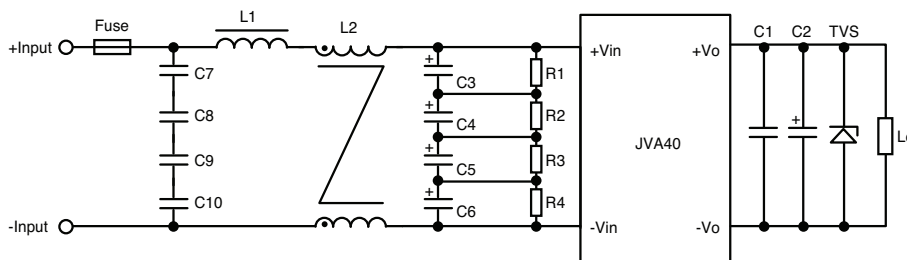 Fuse
L1
L2
C1
C2
TVS
+Input
+Vin
+Vo
C7
C3
R1
C8
C4
R2
JVA40
C9
C5
R3
C10
C6
R4
-Input
-Vin
-Vo